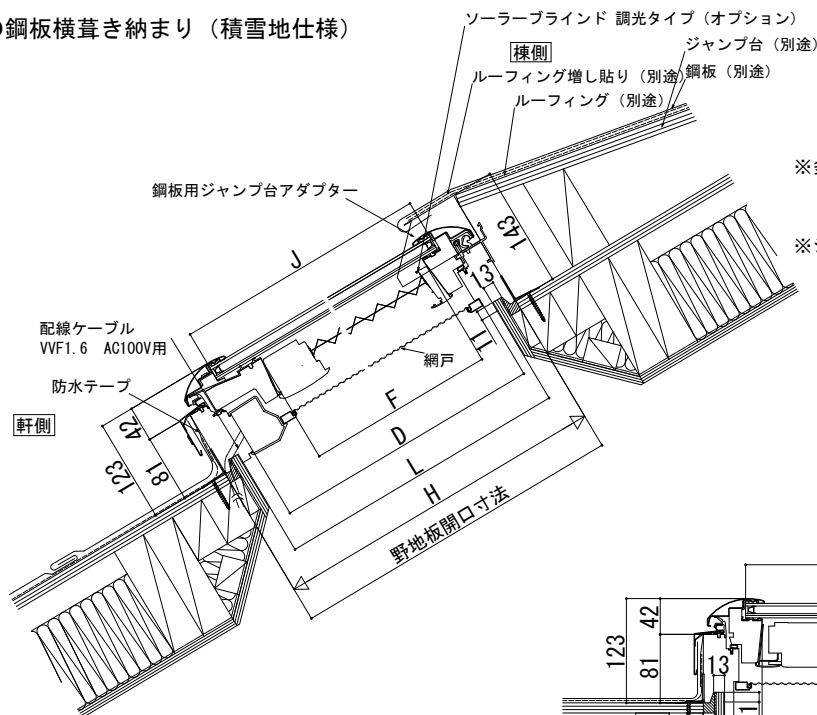 鋼板横葺き納まり（積雪地仕様）
ソーラーブラインド 調光タイプ（オプション）
棟側
ジャンプ台（別途）
ルーフィング増し貼り（別途）
鋼板（別途）
ルーフィング（別途）
鋼板用ジャンプ台アダプター
※
※
J
143
13
11
配線ケーブル
VVF1.6 AC100V用
防水テープ
網戸
軒側
42
81
123
F
D
L
H
野地板開口寸法
123
42
81
13
1